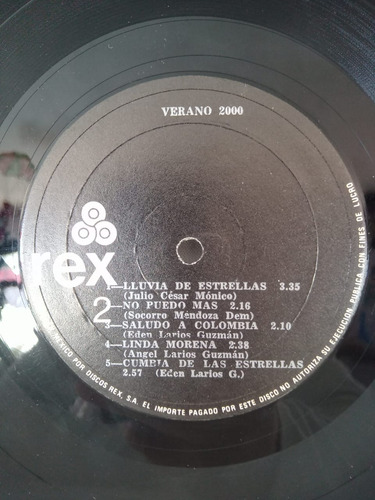 VERANO 2000
rex
2
1—LLUVIA DE ESTRELLAS 3.35
(Julio César Mónico)
NO PUEDO MAS 2.16
(Socorro Mendoza Dem)
3—SALUDO A COLOMBIA 2.10
(Eden Larios Guzmán)
4—LINDA MORENA 2.38
(Angel Larios Guzmán)
5—CUMBIA DE LAS ESTRELLAS
2.57 (Eden Larios G.)
MEXICO POR DISCOS REX, S.A. EL IMPORTE PAGADO POR ESTE DISCO NO AUTORIZA SU EJECUCION PUBLICA CON FINES DE LUCRO